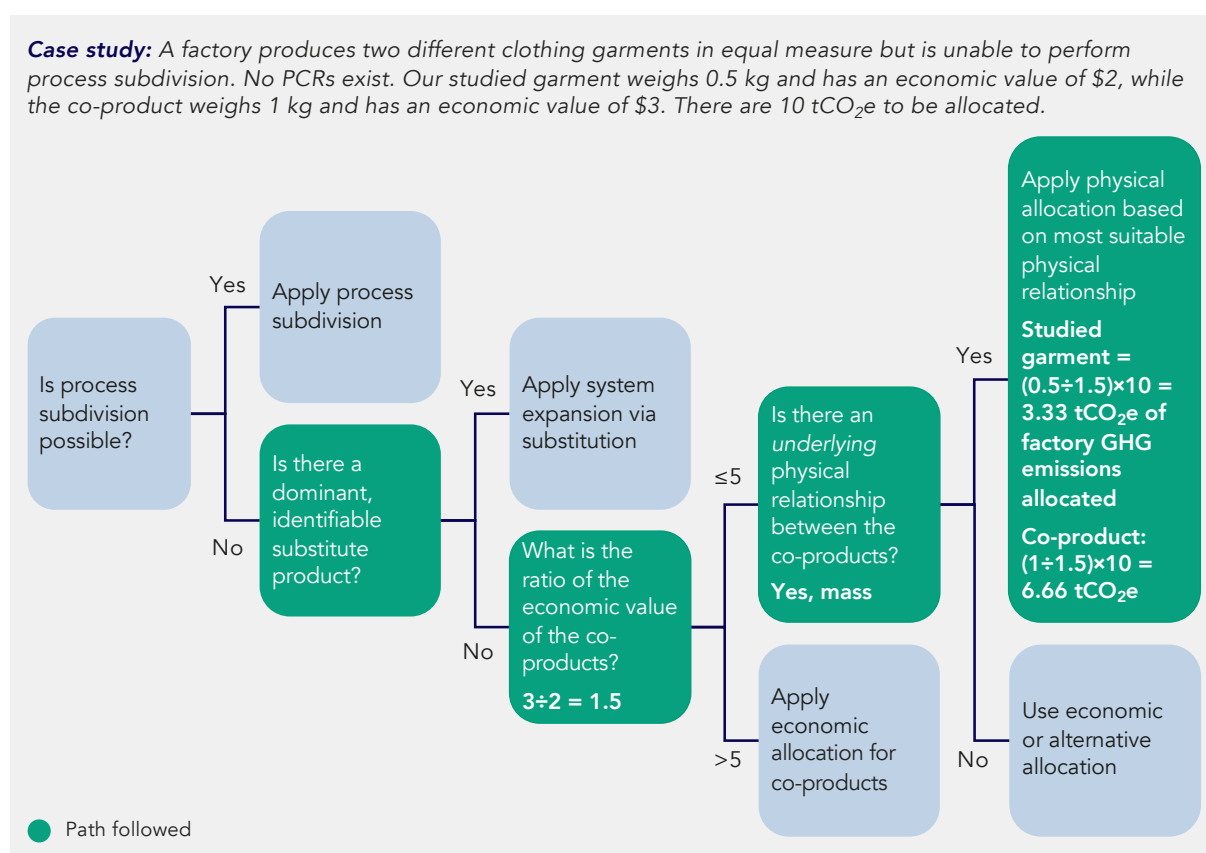 Case study: A factory produces two different clothing garments in equal measure but is unable to perform
process subdivision. No PCRs exist. Our studied garment weighs 0.5 kg and has an economic value of $2, while
the co-product weighs 1 kg and has an economic value of $3. There are 10 tCO₂e to be allocated.
Is process
subdivision
possible?
Yes
Apply process
subdivision
No
Is there a
dominant,
identifiable
substitute
product?
Yes
Apply system
expansion via
substitution
No
What is the
ratio of the
economic value
of the co-
products?
3÷2 = 1.5
≤5
Is there an
underlying
physical
relationship
between the
co-products?
Yes, mass
>5
Apply
economic
allocation for
co-products
Yes
Apply physical
allocation based
on most suitable
physical
relationship
Studied
garment =
(0.5÷1.5)×10 =
3.33 tCO₂e of
factory GHG
emissions
allocated
Co-product:
(1÷1.5)×10 =
6.66 tCO₂e
No
Use economic
or alternative
allocation
Path followed